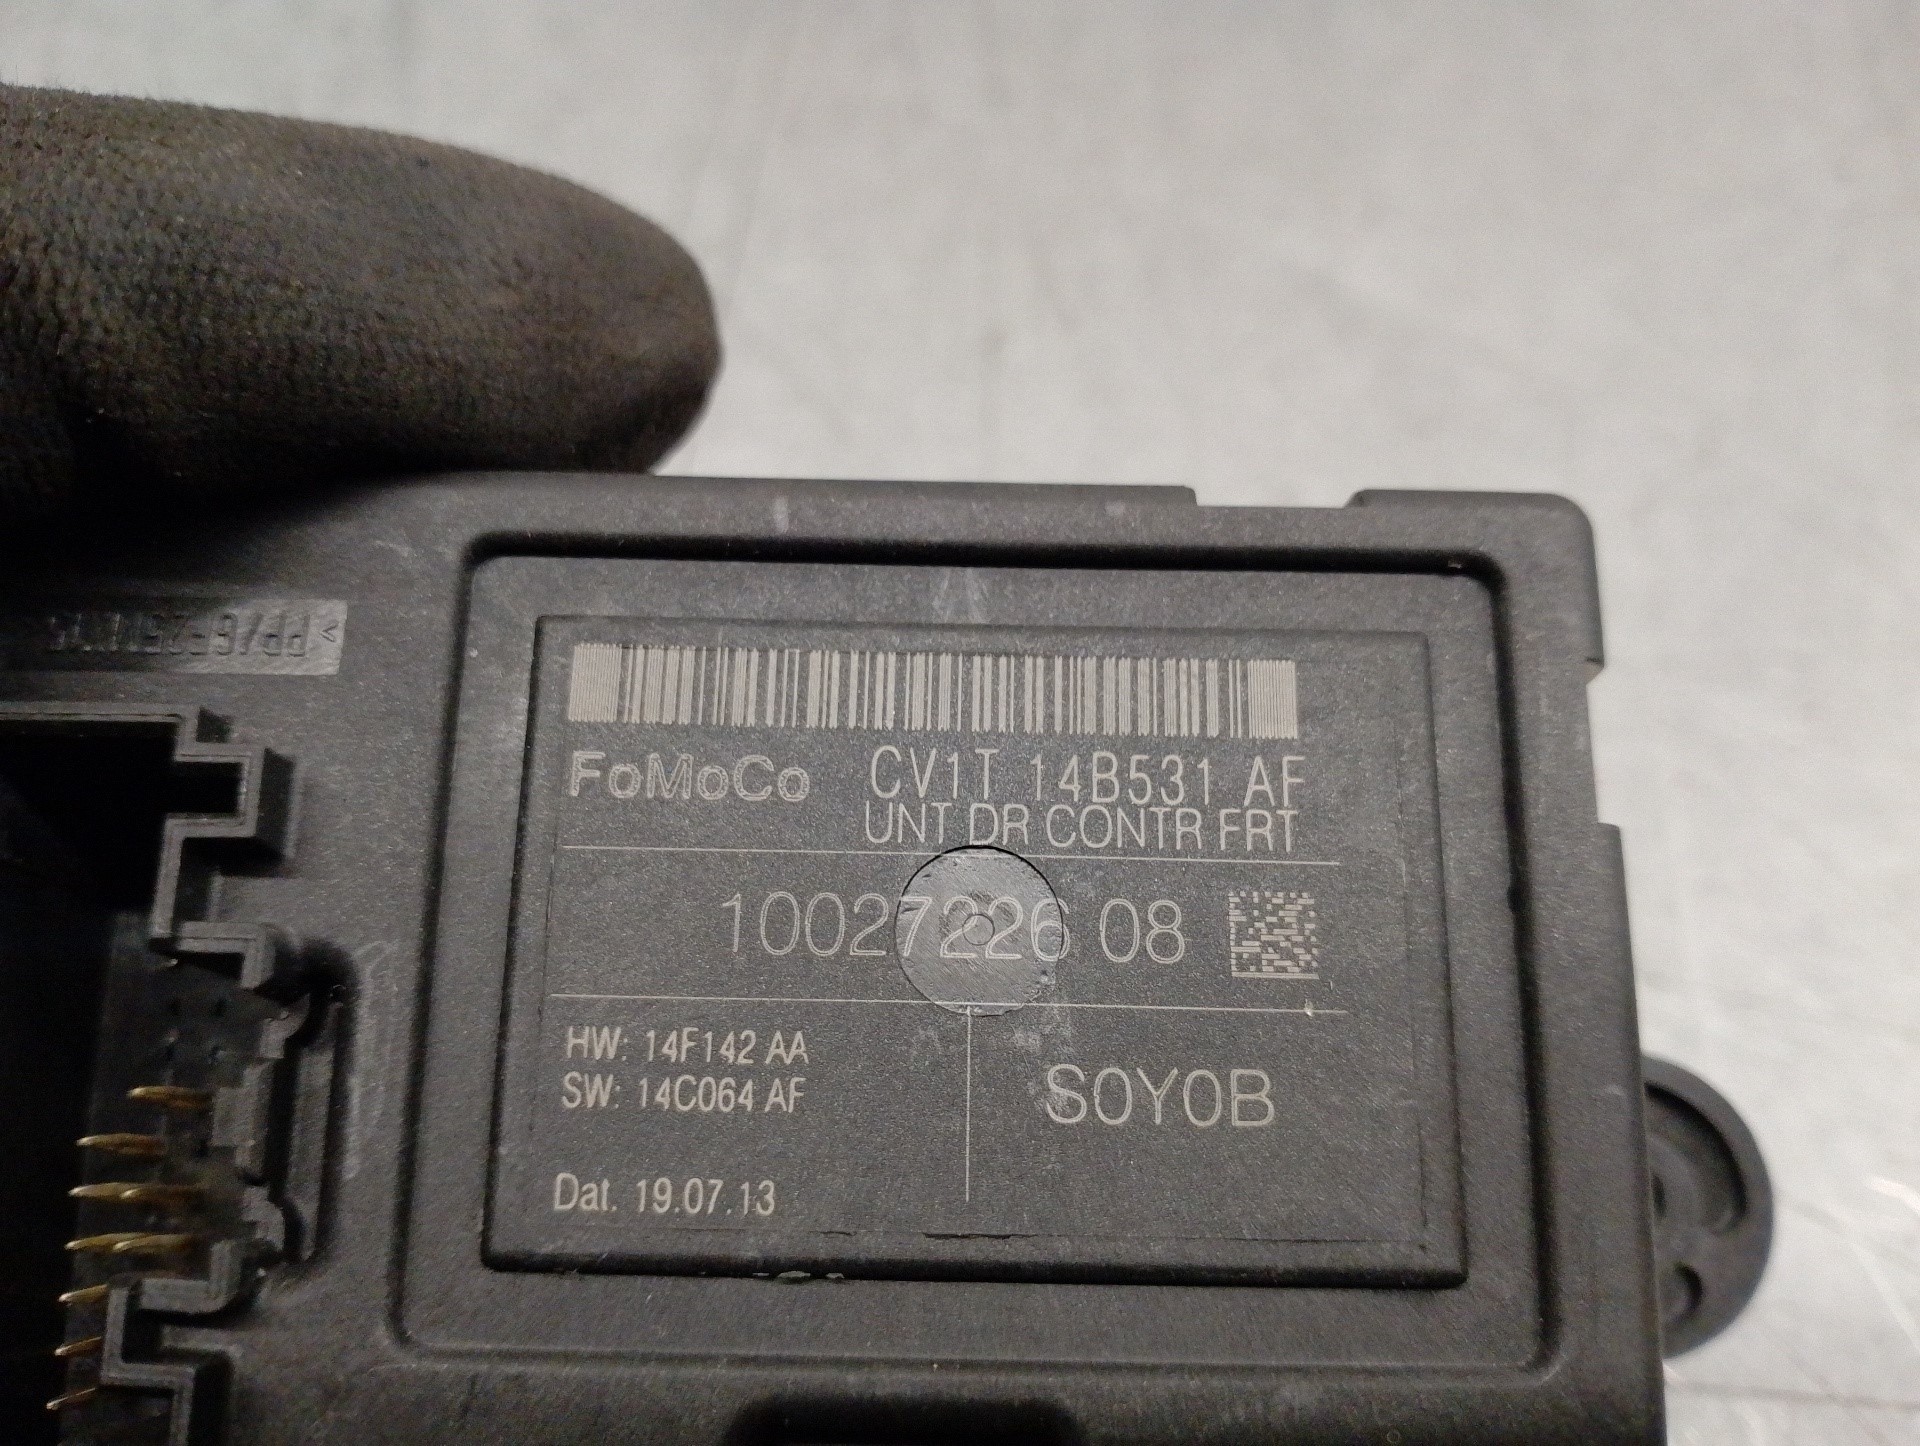 FoMoCo CV1T 14B531 AF
UNT DR CONTR FRT
10027226 08
HW: 14F142 AA
SW: 14C064 AF
S0Y0B
Dat. 19.07.13